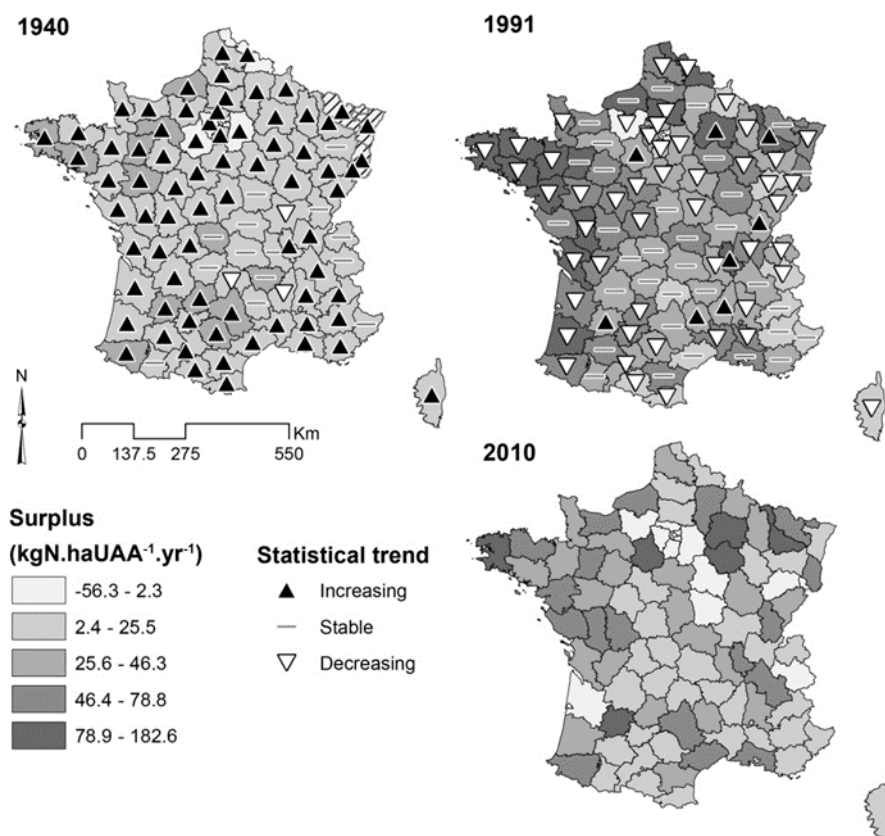 1940
1991
N
Km
0 137.5 275 550
2010
Surplus
(kgN.haUAA⁻¹.yr⁻¹)
-56.3 - 2.3
2.4 - 25.5
25.6 - 46.3
46.4 - 78.8
78.9 - 182.6
Statistical trend
Increasing
Stable
Decreasing